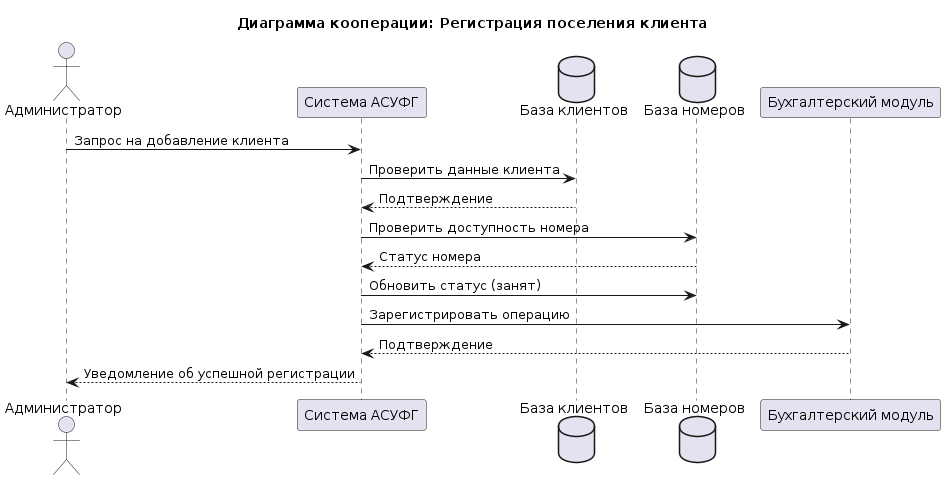 Диаграмма кооперации: Регистрация поселения клиента
Администратор
Система АСУФГ
База клиентов
База номеров
Бухгалтерский модуль
Запрос на добавление клиента
Проверить данные клиента
Подтверждение
Проверить доступность номера
Статус номера
Обновить статус (занят)
Зарегистрировать операцию
Подтверждение
Уведомление об успешной регистрации
Администратор
Система АСУФГ
База клиентов
База номеров
Бухгалтерский модуль